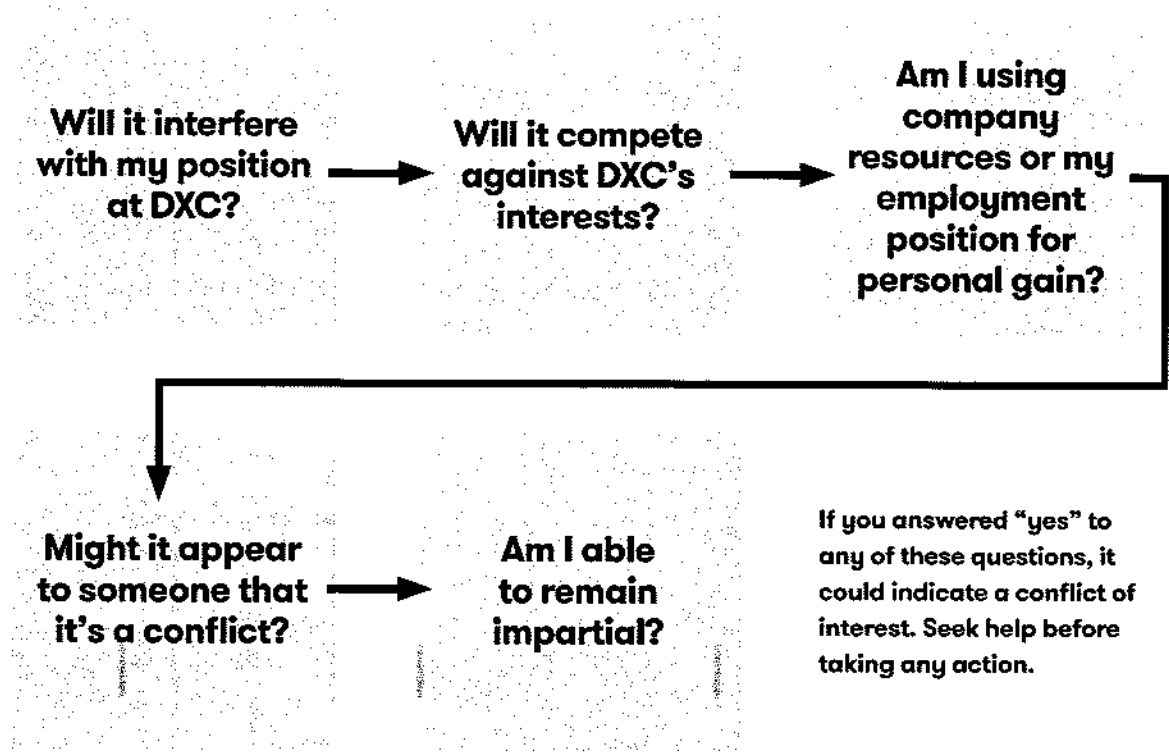 Will it interfere
with my position
at DXC?
Will it compete
against DXC's
interests?
Am I using
company
resources or my
employment
position for
personal gain?
Might it appear
to someone that
it's a conflict?
Am I able
to remain
impartial?
If you answered “yes” to
any of these questions, it
could indicate a conflict of
interest. Seek help before
taking any action.